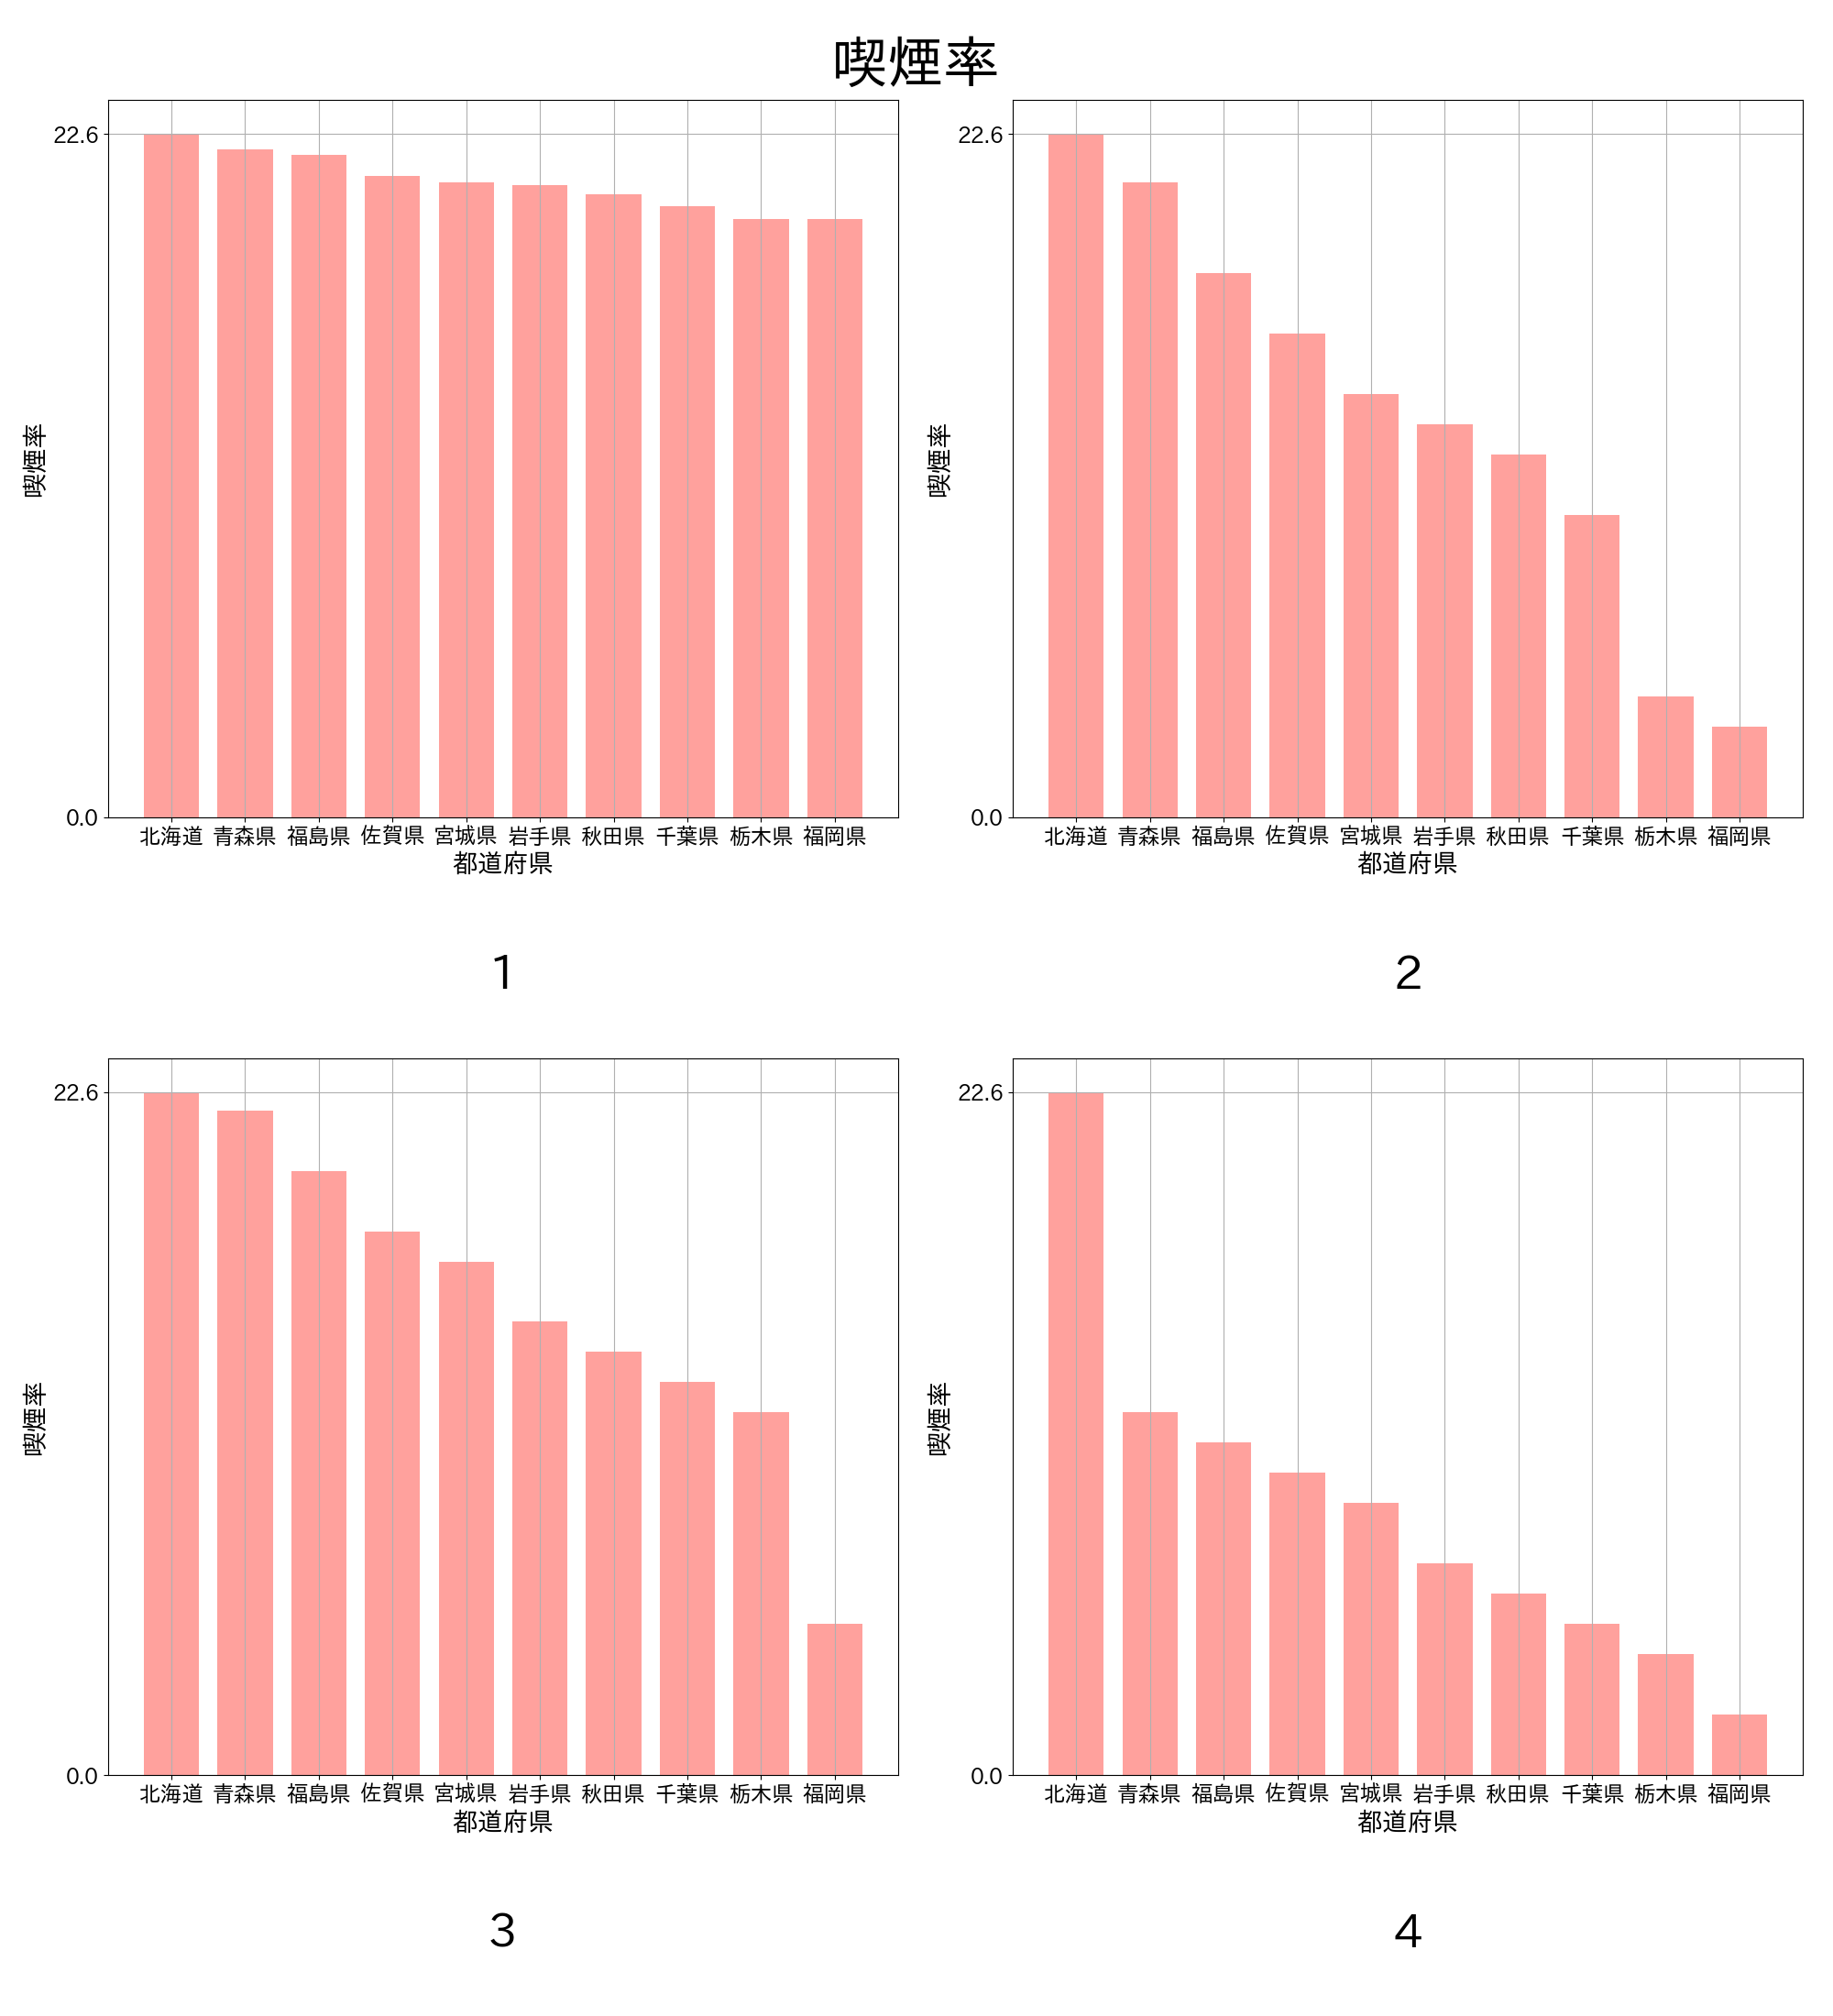 喫煙率
22.6
0.0
喫煙率
北海道 青森県 福島県 佐賀県 宮城県 岩手県 秋田県 千葉県 栃木県 福岡県
都道府県
1
22.6
0.0
喫煙率
北海道 青森県 福島県 佐賀県 宮城県 岩手県 秋田県 千葉県 栃木県 福岡県
都道府県
2
22.6
0.0
喫煙率
北海道 青森県 福島県 佐賀県 宮城県 岩手県 秋田県 千葉県 栃木県 福岡県
都道府県
3
22.6
0.0
喫煙率
北海道 青森県 福島県 佐賀県 宮城県 岩手県 秋田県 千葉県 栃木県 福岡県
都道府県
4